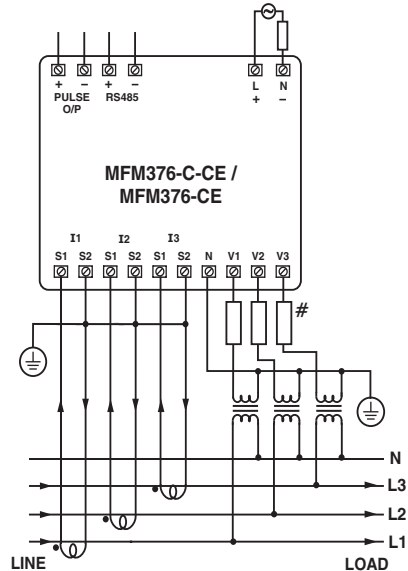 L N
+ − + − + −
PULSE RS485
O/P
MFM376-C-CE /
MFM376-CE
I1 I2 I3
S1 S2 S1 S2 S1 S2 N V1 V2 V3
#
N
L3
L2
L1
LINE LOAD